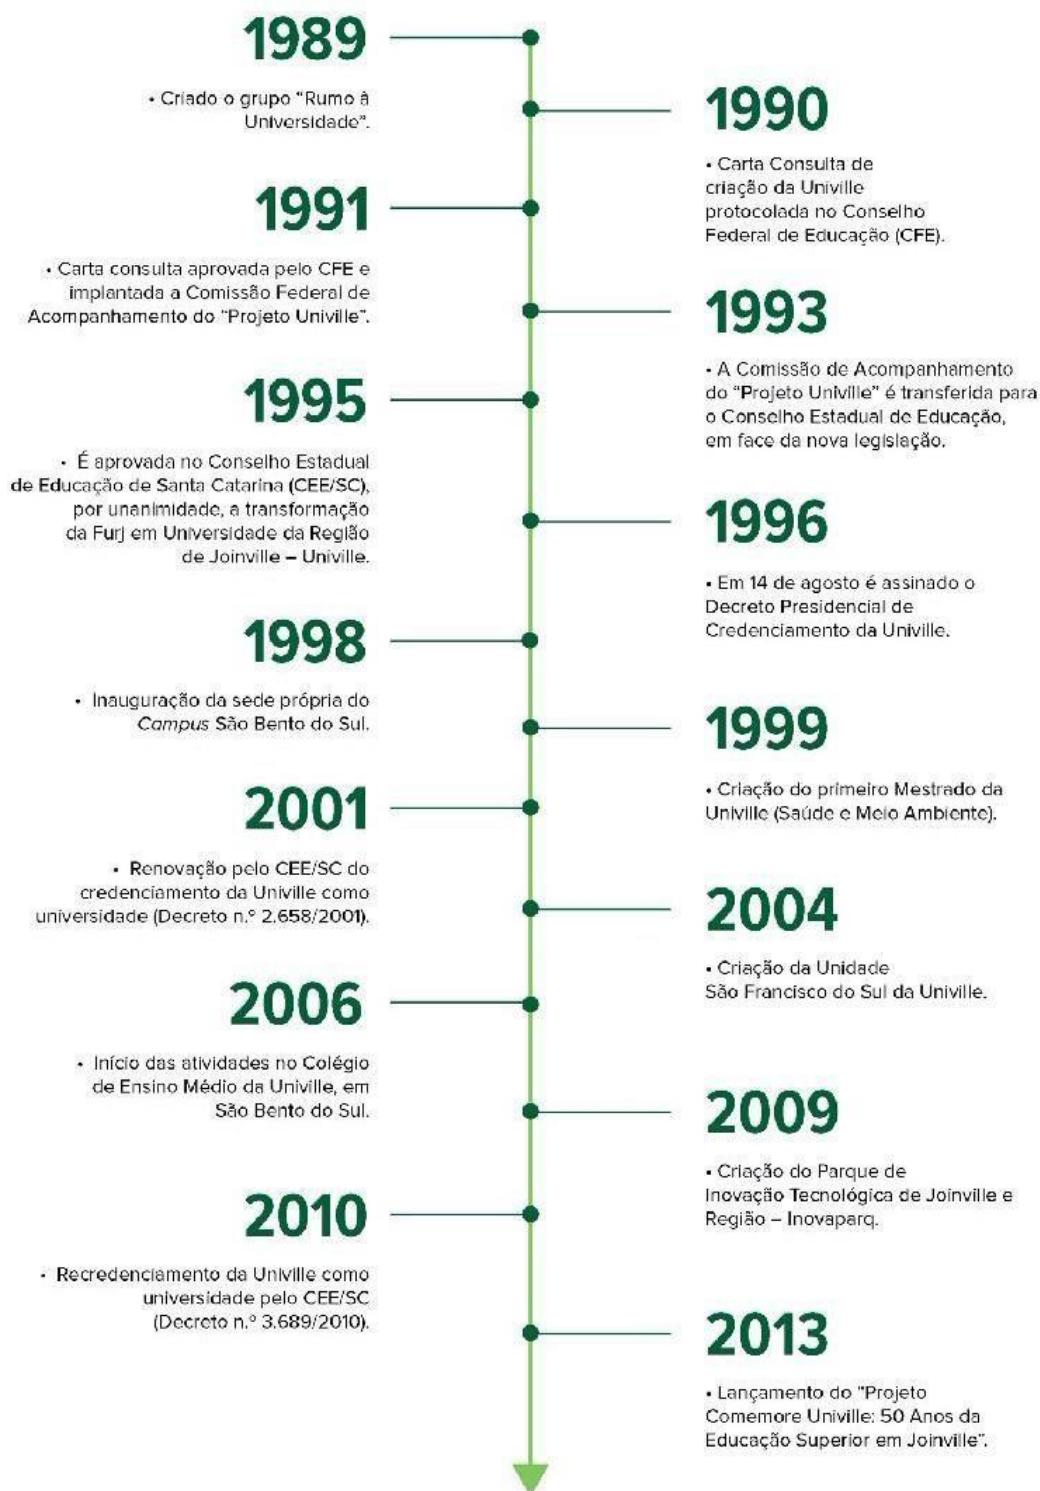 1989
• Criado o grupo “Rumo à
Universidade”.
1990
• Carta Consulta de
criação da Univille
protocolada no Conselho
Federal de Educação (CFE).
1991
• Carta consulta aprovada pelo CFE e
implantada a Comissão Federal de
Acompanhamento do “Projeto Univille”.
1993
• A Comissão de Acompanhamento
do “Projeto Univille” é transferida para
o Conselho Estadual de Educação,
em face da nova legislação.
1995
• É aprovada no Conselho Estadual
de Educação de Santa Catarina (CEE/SC),
por unanimidade, a transformação
da Furj em Universidade da Região
de Joinville – Univille.
1996
• Em 14 de agosto é assinado o
Decreto Presidencial de
Credenciamento da Univille.
1998
• Inauguração da sede própria do
Campus São Bento do Sul.
1999
• Criação do primeiro Mestrado da
Univille (Saúde e Meio Ambiente).
2001
• Renovação pelo CEE/SC do
credenciamento da Univille como
universidade (Decreto n.º 2.658/2001).
2004
• Criação da Unidade
São Francisco do Sul da Univille.
2006
• Início das atividades no Colégio
de Ensino Médio da Univille, em
São Bento do Sul.
2009
• Criação do Parque de
Inovação Tecnológica de Joinville e
Região – Inovaparq.
2010
• Recredenciamento da Univille como
universidade pelo CEE/SC
(Decreto n.º 3.689/2010).
2013
• Lançamento do “Projeto
Comemore Univille: 50 Anos da
Educação Superior em Joinville”.